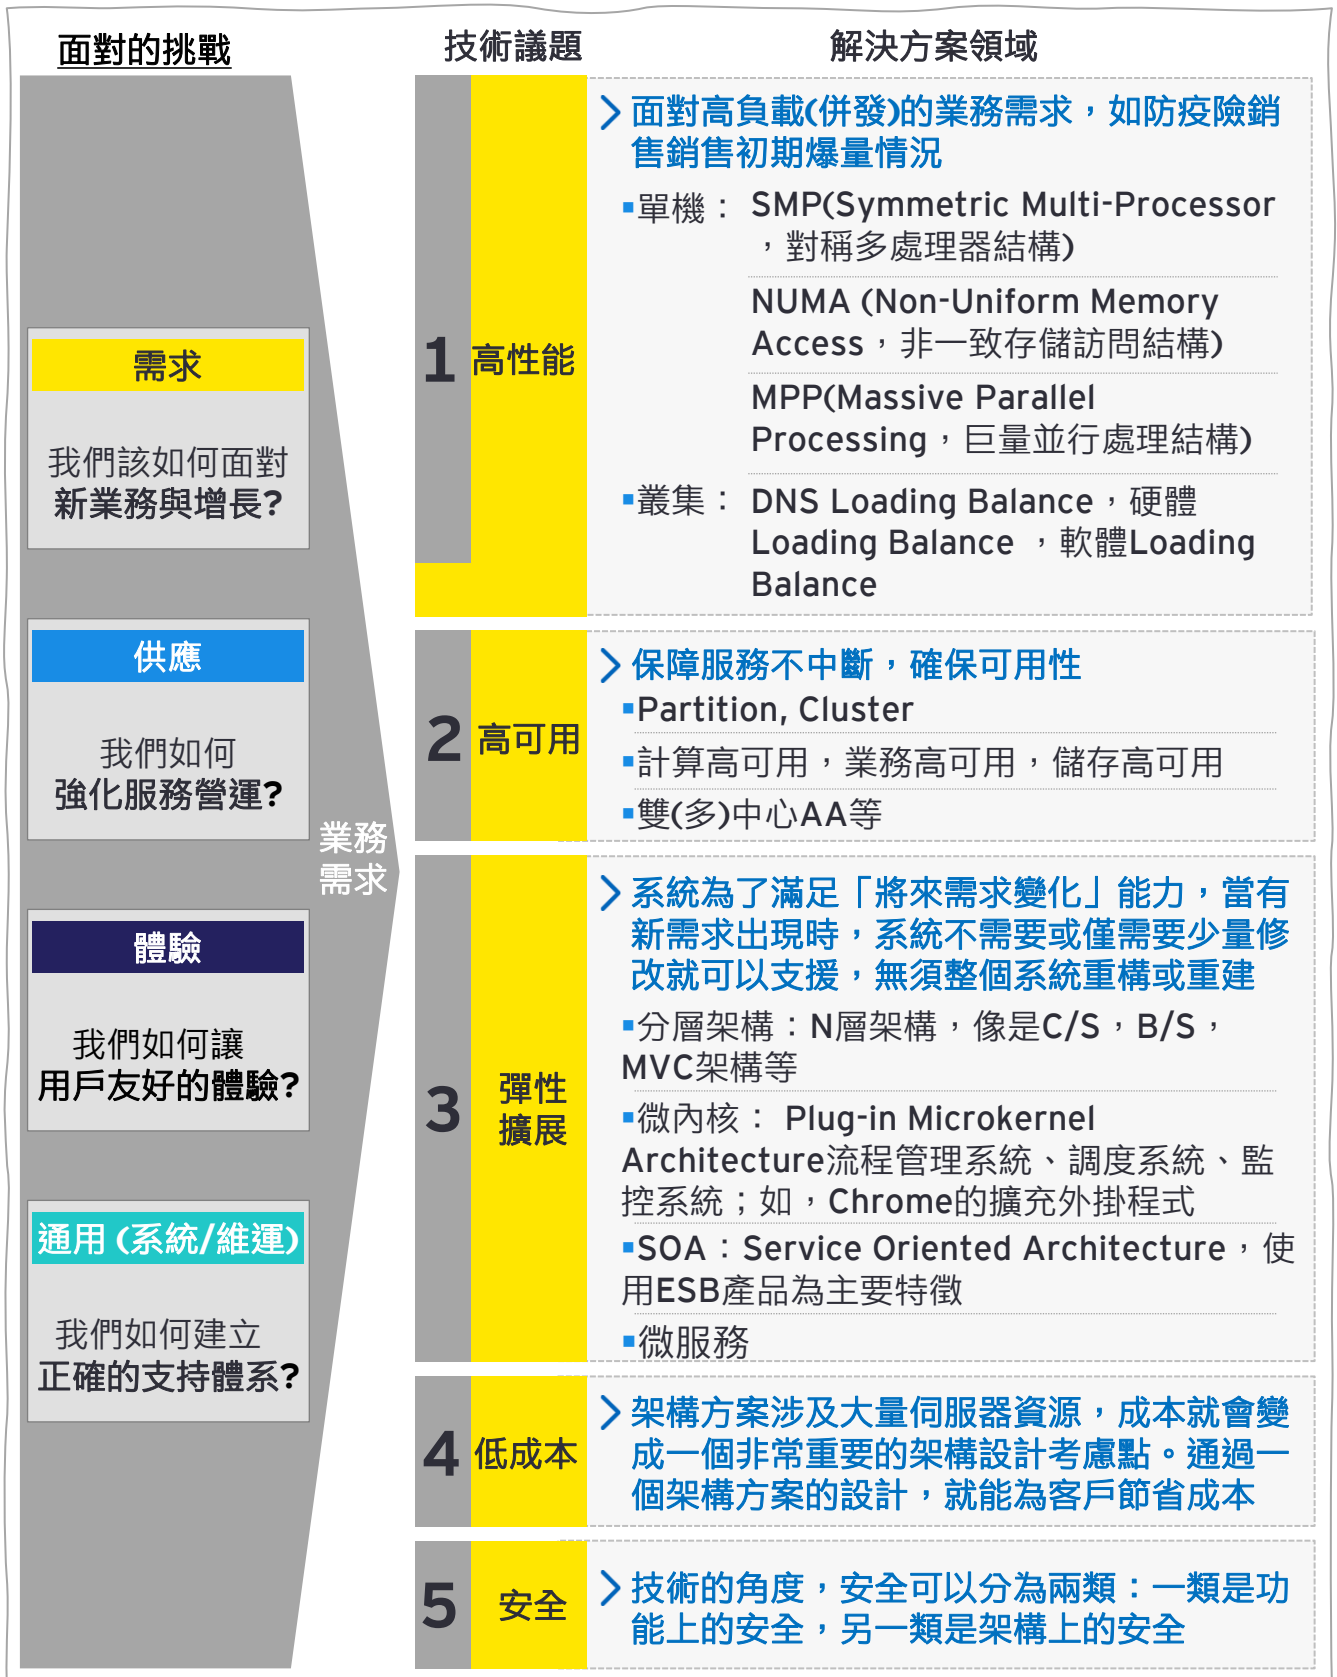 面對的挑戰
技術議題
解決方案領域
需求
我們該如何面對
新業務與增長?
供應
我們如何
強化服務營運?
體驗
我們如何讓
用戶友好的體驗?
通用 (系統/維運)
我們如何建立
正確的支持體系?
業務
需求
1
高性能
面對高負載(併發)的業務需求，如防疫險銷
售銷售初期爆量情況
▪單機： SMP(Symmetric Multi-Processor
，對稱多處理器結構)
NUMA (Non-Uniform Memory
Access，非一致存儲訪問結構)
MPP(Massive Parallel
Processing，巨量並行處理結構)
▪叢集： DNS Loading Balance，硬體
Loading Balance ，軟體Loading
Balance
2
高可用
保障服務不中斷，確保可用性
▪Partition, Cluster
▪計算高可用，業務高可用，儲存高可用
▪雙(多)中心AA等
3
彈性
擴展
系統為了滿足「將來需求變化」能力，當有
新需求出現時，系統不需要或僅需要少量修
改就可以支援，無須整個系統重構或重建
▪分層架構：N層架構，像是C/S，B/S，
MVC架構等
▪微內核： Plug-in Microkernel
Architecture流程管理系統、調度系統、監
控系統；如，Chrome的擴充外掛程式
▪SOA：Service Oriented Architecture，使
用ESB產品為主要特徵
▪微服務
4
低成本
架構方案涉及大量伺服器資源，成本就會變
成一個非常重要的架構設計考慮點。通過一
個架構方案的設計，就能為客戶節省成本
5
安全
技術的角度，安全可以分為兩類：一類是功
能上的安全，另一類是架構上的安全